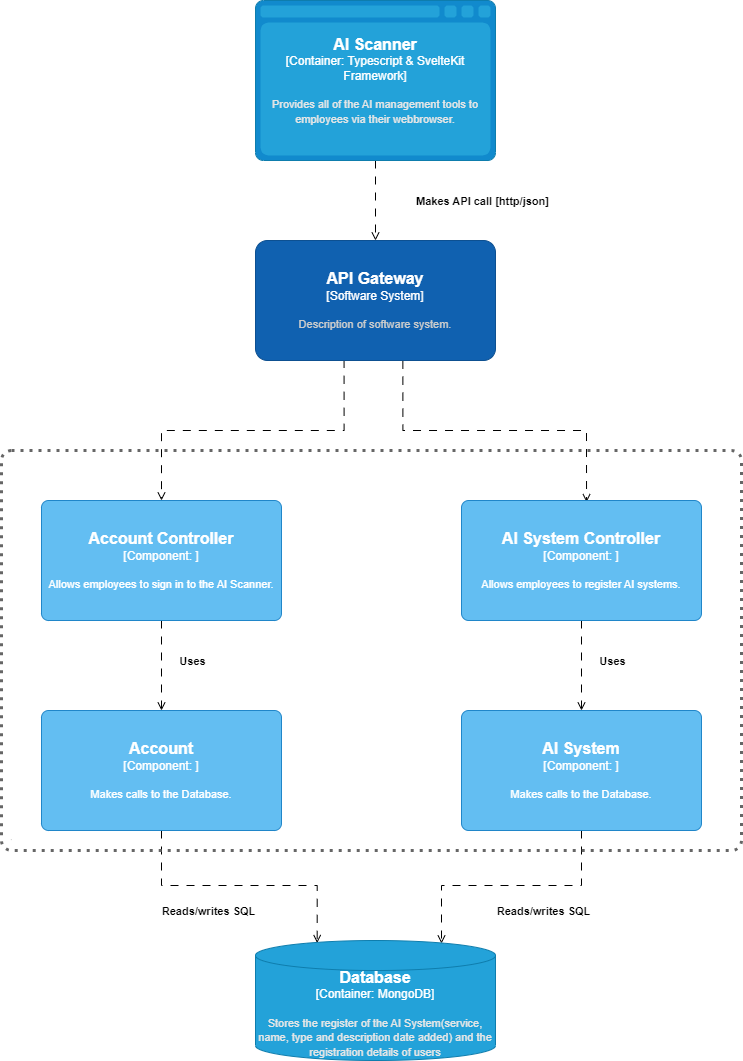 AI Scanner
[Container: Typescript & SvelteKit
Framework]
Provides all of the AI management tools to
employees via their webbrowser.
Makes API call [http/json]
API Gateway
[Software System]
Description of software system.
Account Controller
[Component: ]
Allows employees to sign in to the AI Scanner.
AI System Controller
[Component: ]
Allows employees to register AI systems.
Uses
Uses
Account
[Component: ]
Makes calls to the Database.
AI System
[Component: ]
Makes calls to the Database.
Reads/writes SQL
Reads/writes SQL
Database
[Container: MongoDB]
Stores the register of the AI System(service,
name, type and description date added) and the
registration details of users